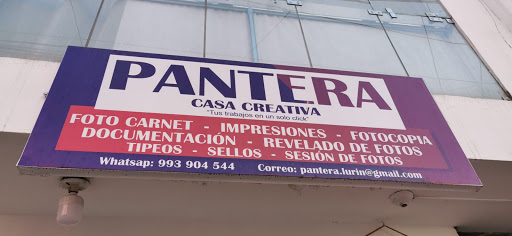 PANTERA
CASA CREATIVA
"Tus trabajos en un solo click"
FOTO CARNET - IMPRESIONES - FOTOCOPIA
DOCUMENTACIÓN - REVELADO DE FOTOS
TIPEOS - SELLOS - SESIÓN DE FOTOS
Whatsap: 993 904 544 Correo: pantera.lurin@gmail.com